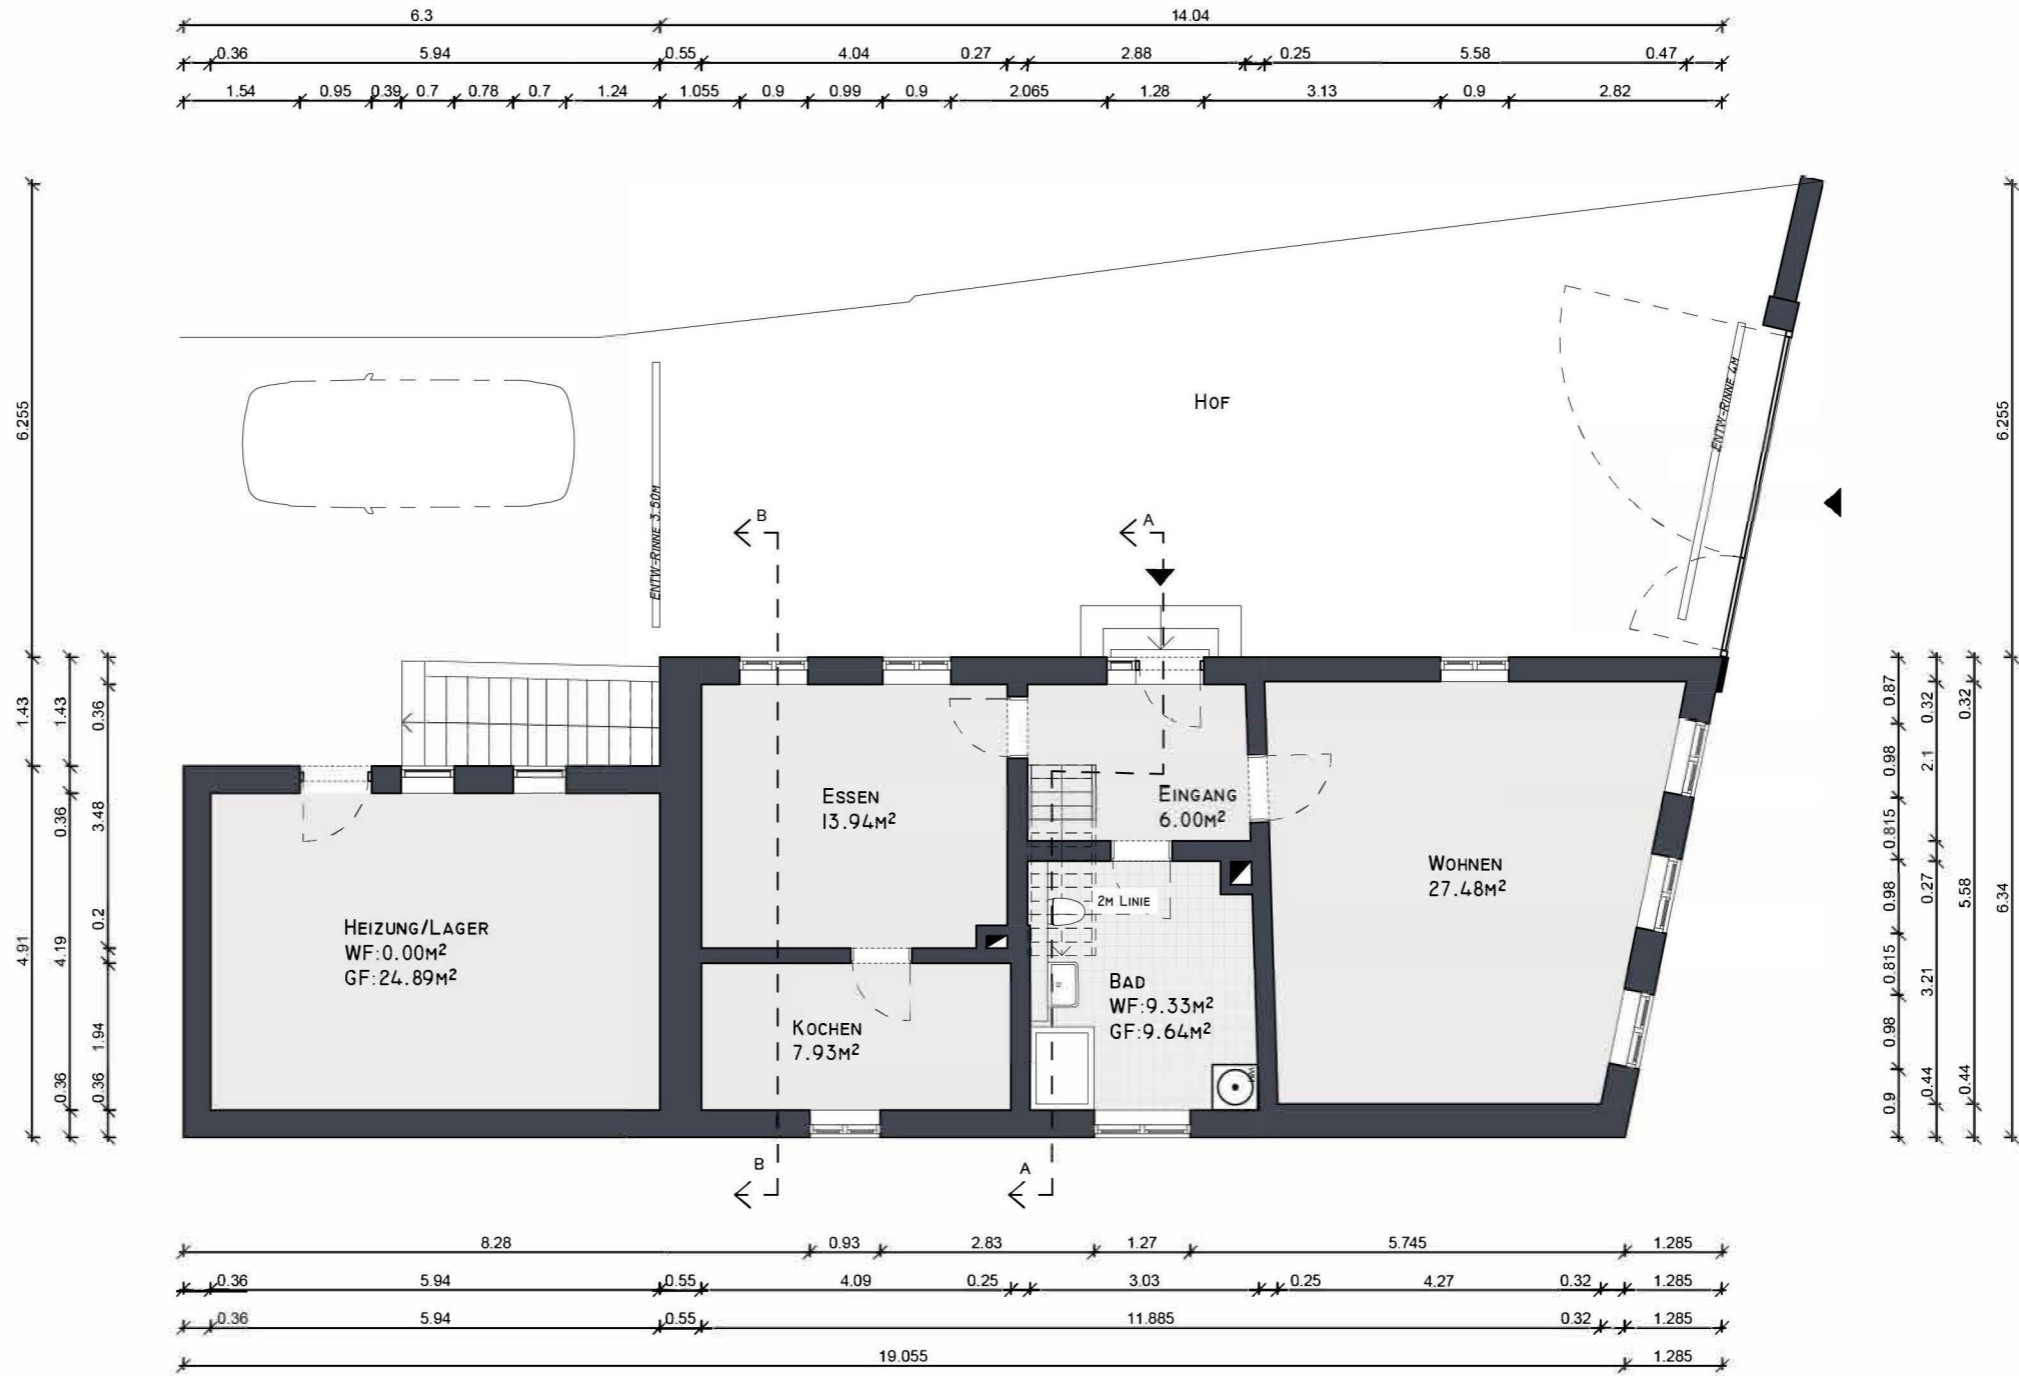 6.3 14.04
0.36 5.94 0.55 4.04 0.27 2.88 0.25 5.58 0.47
1.54 0.95 0.39 0.7 0.78 0.7 1.24 1.055 0.9 0.99 0.9 2.065 1.28 3.13 0.9 2.82
6.255
1.43
4.91
1.43
0.36
4.19
0.36
0.36
3.48
0.2
1.94
0.36
HOF
ENTW-RINNE 4M
ENTW-RINNE 3.50M
B
A
ESSEN
13.94M²
EINGANG
6.00M²
WOHNEN
27.48M²
HEIZUNG/LAGER
WF:0.00M²
GF:24.89M²
2M LINIE
BAD
WF:9.33M²
GF:9.64M²
KOCHEN
7.93M²
WM
B
A
0.87
0.98
0.815
0.98
0.815
0.98
0.9
0.32
2.1
0.27
3.21
0.44
0.32
5.58
0.44
6.255
6.34
8.28 0.93 2.83 1.27 5.745 1.285
0.36 5.94 0.55 4.09 0.25 3.03 0.25 4.27 0.32 1.285
0.36 5.94 0.55 11.885 0.32 1.285
19.055 1.285